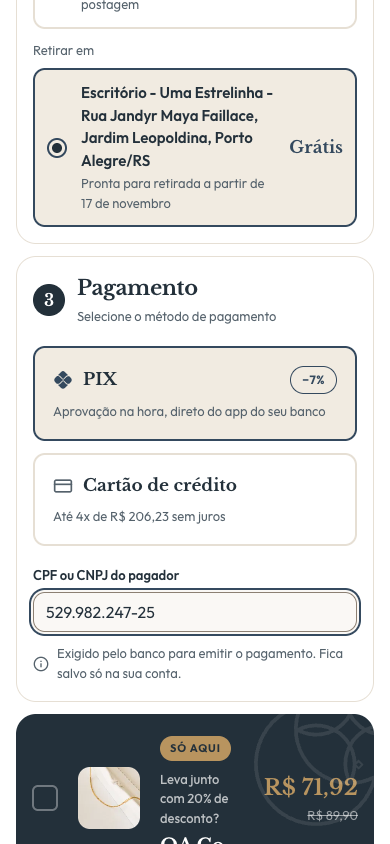 postagem
Retirar em
Escritório - Uma Estrelinha -
Rua Jandyr Maya Faillace,
Jardim Leopoldina, Porto
Alegre/RS
Grátis
Pronta para retirada a partir de
17 de novembro
3
Pagamento
Selecione o método de pagamento
PIX
-7%
Aprovação na hora, direto do app do seu banco
Cartão de crédito
Até 4x de R$ 206,23 sem juros
CPF ou CNPJ do pagador
529.982.247-25
Exigido pelo banco para emitir o pagamento. Fica
salvo só na sua conta.
SÓ AQUI
Leva junto
com 20% de
desconto?
R$ 71,92
R$ 89,90